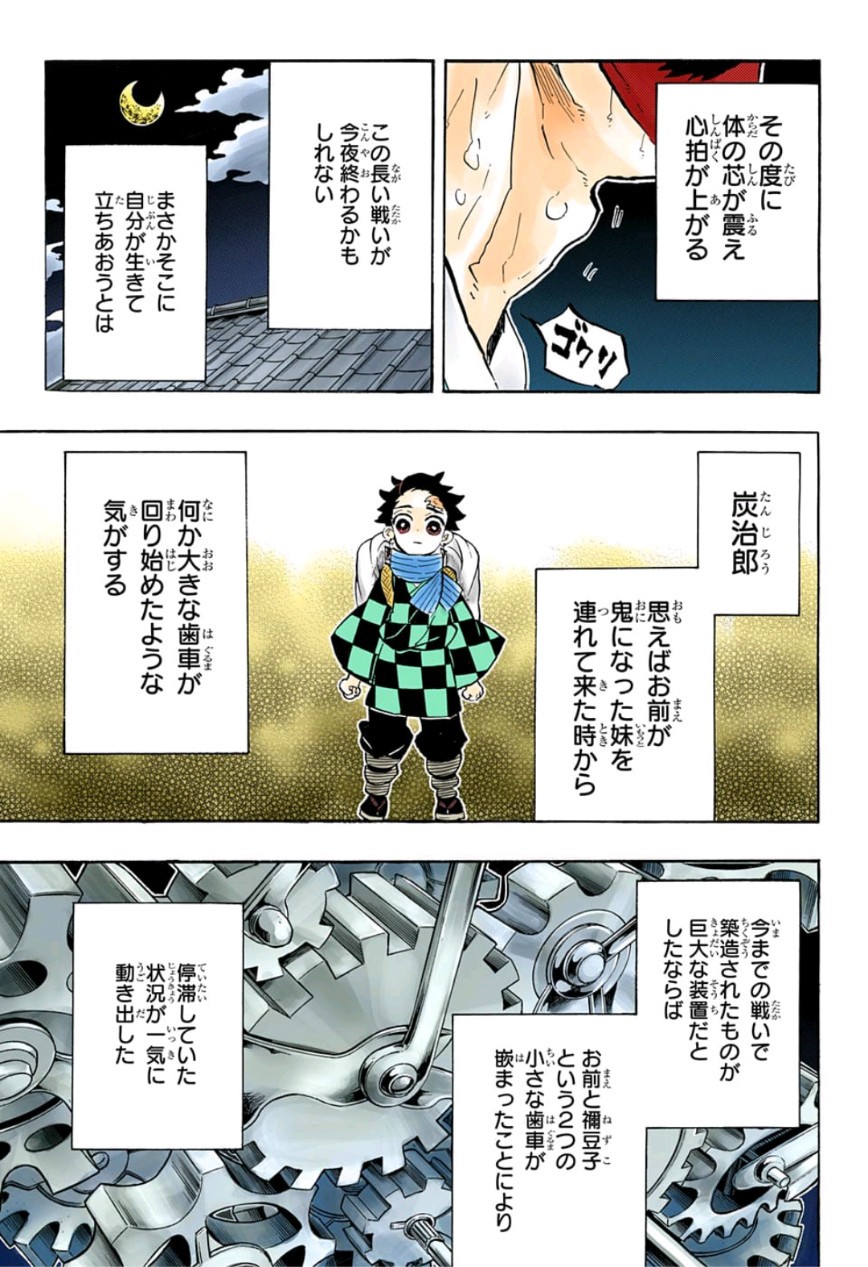 その度に
体の芯が震え
心拍が上がる
ゴクリ
この長い戦いが
今夜終わるかも
しれない
まさかそこに
自分が生きて
立ちあおうとは
炭治郎
思えばお前が
鬼になった妹を
連れて来た時から
何か大きな歯車が
回り始めたような
気がする
今までの戦いで
築造されたものが
巨大な装置だと
したならば
お前と禰豆子
という2つの
小さな歯車が
嵌まったことにより
停滞していた
状況が一気に
動き出した